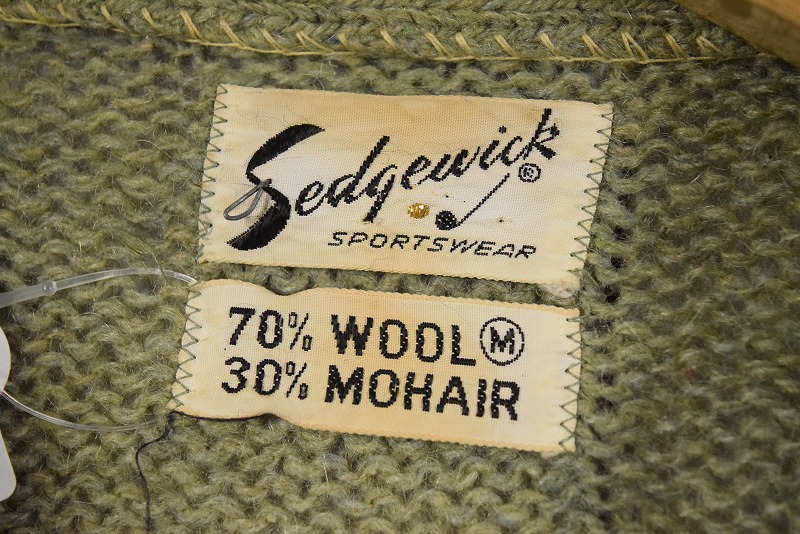 Sedgewick®
SPORTSWEAR
70% WOOL Ⓜ
30% MOHAIR